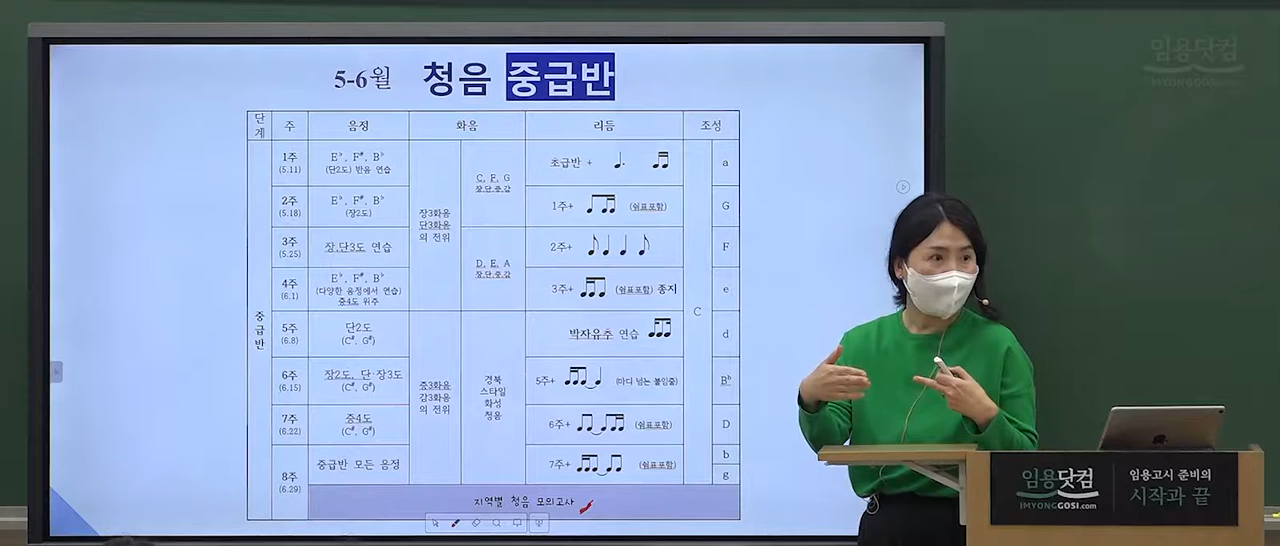 5-6월 청음 중급반
단계 주 음정 화음 리듬 조성
중급반
1주 E♭, F#, B♭ 초급반 + a
(5.11) (단2도) 반음 연습
C, F, G
장,단,증,감
2주 E♭, F#, B♭ 1주+ (쉼표포함) G
(5.18) (장2도)
장3화음
단3화음
의 전위
3주 장,단3도 연습 2주+ F
(5.25)
D, E, A
장,단,증,감
4주 E♭, F#, B♭ 3주+ (쉼표포함) 종지 e
(6.1) (다양한 음정에서 연습)
증4도 위주
C
5주 단2도 박자유추 연습 d
(6.8) (C#, G#)
6주 장2도, 단·장3도 5주+ (마디 넘는 붙임줄) B♭
(6.15) (C#, G#)
증3화음
감3화음
의 전위
경북
스타일
화성
청음
7주 증4도 6주+ (쉼표포함) D
(6.22) (C#, G#)
8주 중급반 모든 음정 7주+ (쉼표포함) b
(6.29) g
지역별 청음 모의고사
임용닷컴
IMYONGGOSI.com
임용닷컴
IMYONGGOSI.com
임용고시 준비의
시작과 끝